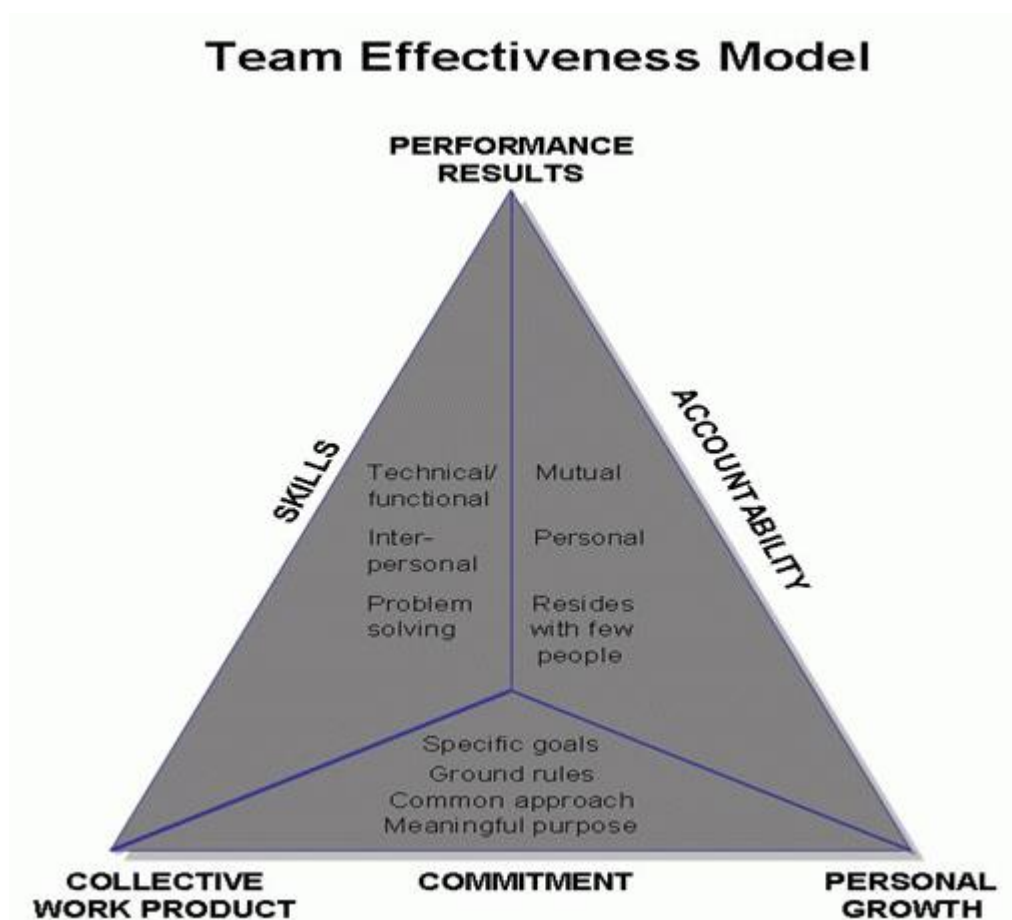 Team Effectiveness Model
PERFORMANCE
RESULTS
SKILLS
ACCOUNTABILITY
Technical/
functional
Inter-
personal
Problem
solving
Mutual
Personal
Resides
with few
people
Specific goals
Ground rules
Common approach
Meaningful purpose
COLLECTIVE
WORK PRODUCT
COMMITMENT
PERSONAL
GROWTH